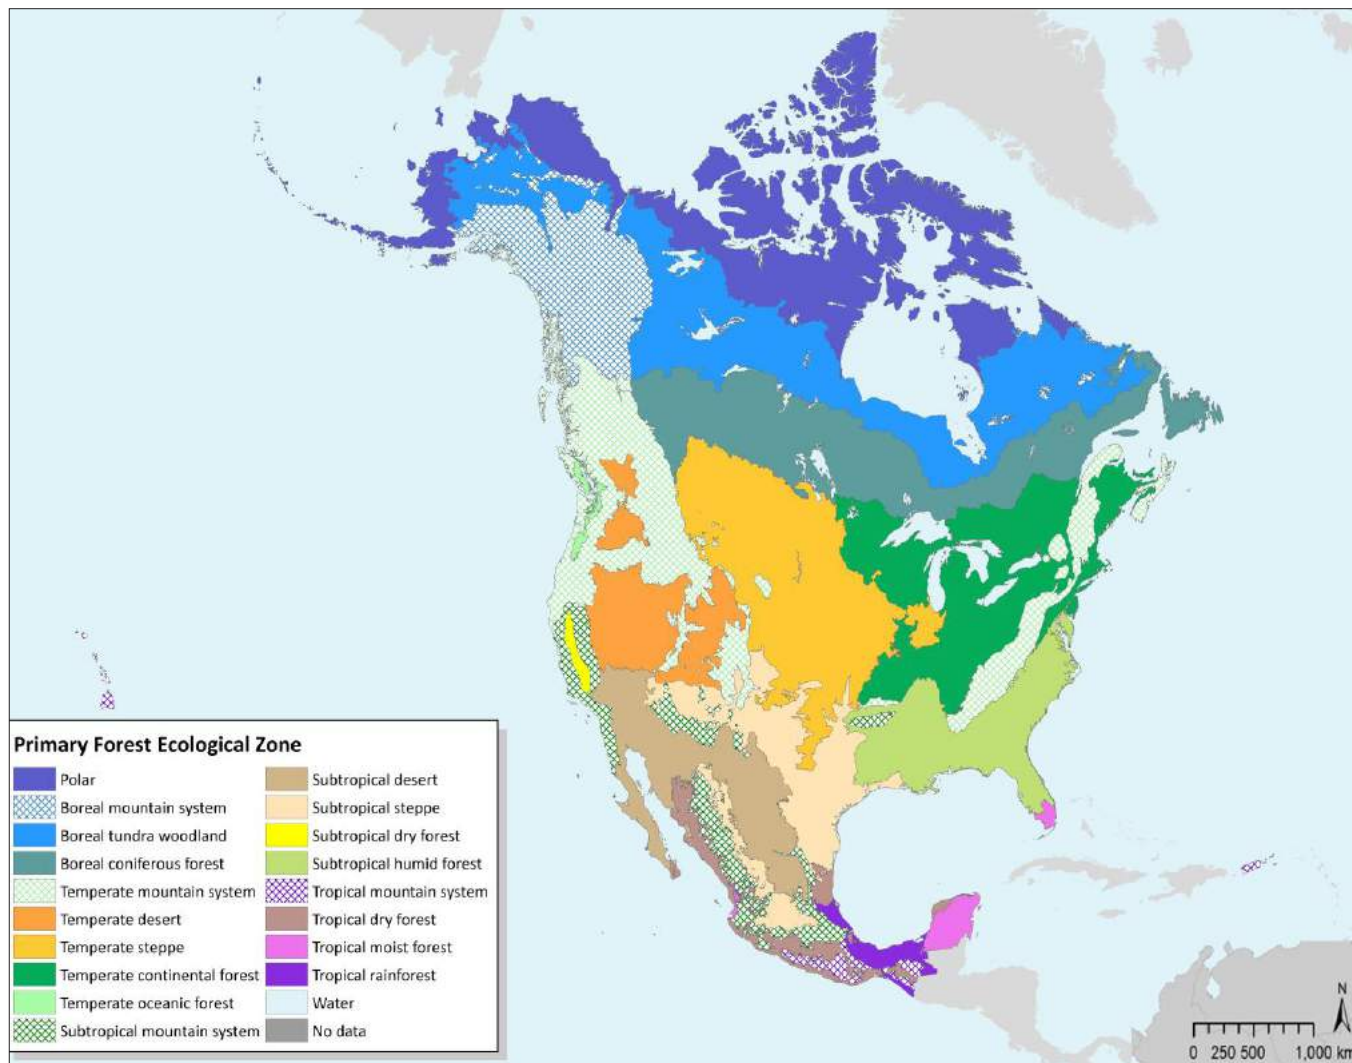 Primary Forest Ecological Zone
Polar
Boreal mountain system
Boreal tundra woodland
Boreal coniferous forest
Temperate mountain system
Temperate desert
Temperate steppe
Temperate continental forest
Temperate oceanic forest
Subtropical mountain system
Subtropical desert
Subtropical steppe
Subtropical dry forest
Subtropical humid forest
Tropical mountain system
Tropical dry forest
Tropical moist forest
Tropical rainforest
Water
No data
N
0 250 500 1,000 km